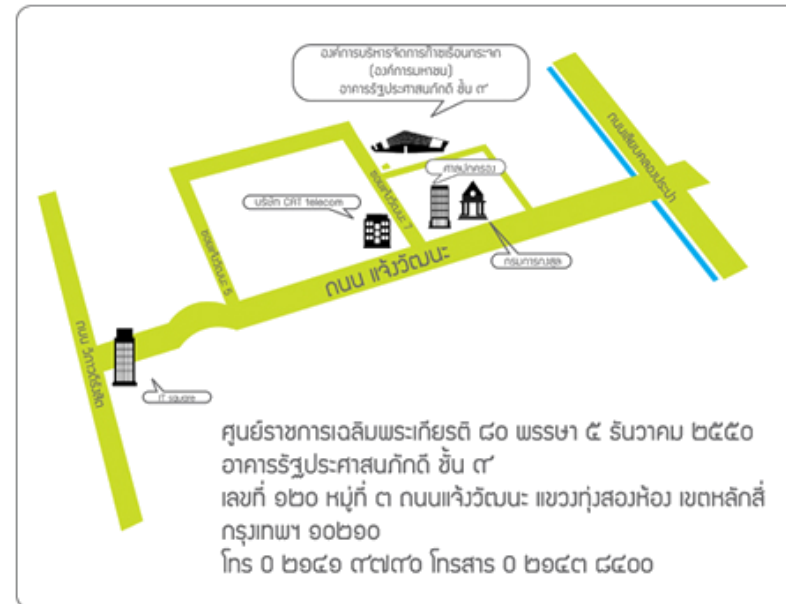 องค์การบริหารจัดการก๊าซเรือนกระจก
(องค์การมหาชน)
อาคารรัฐประศาสนภักดี ชั้น ๙
ถนนเลียบคลองประปา
ศาลปกครอง
ซอยแจ้งวัฒนะ 7
บริษัท CAT telecom
กรมการกงสุล
ถนน แจ้งวัฒนะ
ซอยแจ้งวัฒนะ 5
ถนน วิภาวดีรังสิต
IT square
ศูนย์ราชการเฉลิมพระเกียรติ ๘๐ พรรษา ๕ ธันวาคม ๒๕๕๐
อาคารรัฐประศาสนภักดี ชั้น ๙
เลขที่ ๑๒๐ หมู่ที่ ๓ ถนนแจ้งวัฒนะ แขวงทุ่งสองห้อง เขตหลักสี่
กรุงเทพฯ ๑๐๒๑๐
โทร 0 ๒๑๔๑ ๙๗๙๐ โทรสาร 0 ๒๑๔๓ ๘๔๐๐